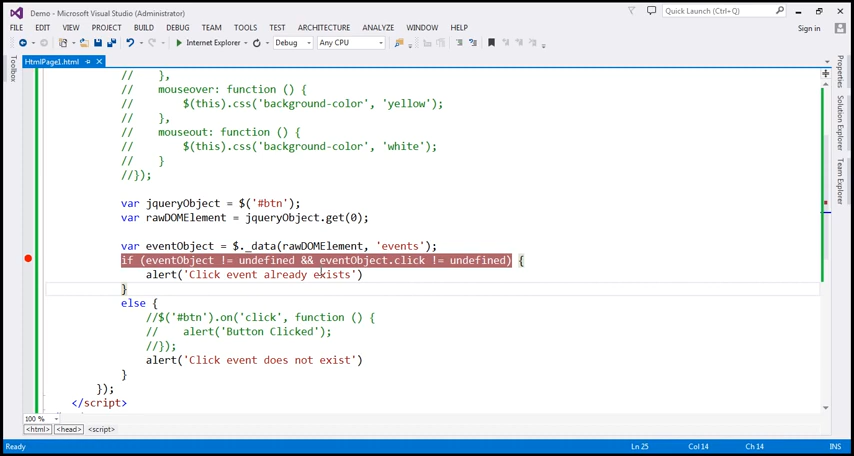 Demo - Microsoft Visual Studio (Administrator)
Quick Launch (Ctrl+Q)
FILE EDIT VIEW PROJECT BUILD DEBUG TEAM TOOLS TEST ARCHITECTURE ANALYZE WINDOW HELP
Sign in
Internet Explorer Debug Any CPU
HtmlPage1.html
Toolbox
Properties
Solution Explorer
Team Explorer
//     },
//     mouseover: function () {
//         $(this).css('background-color', 'yellow');
//     },
//     mouseout: function () {
//         $(this).css('background-color', 'white');
//     }
//});
var jqueryObject = $('#btn');
var rawDOMElement = jqueryObject.get(0);
var eventObject = $._data(rawDOMElement, 'events');
if (eventObject != undefined && eventObject.click != undefined) {
alert('Click event already exists')
}
else {
//$('#btn').on('click', function () {
//    alert('Button Clicked');
//});
alert('Click event does not exist')
}
});
</script>
100 %
<html> <head> <script>
Ready Ln 25 Col 14 Ch 14 INS